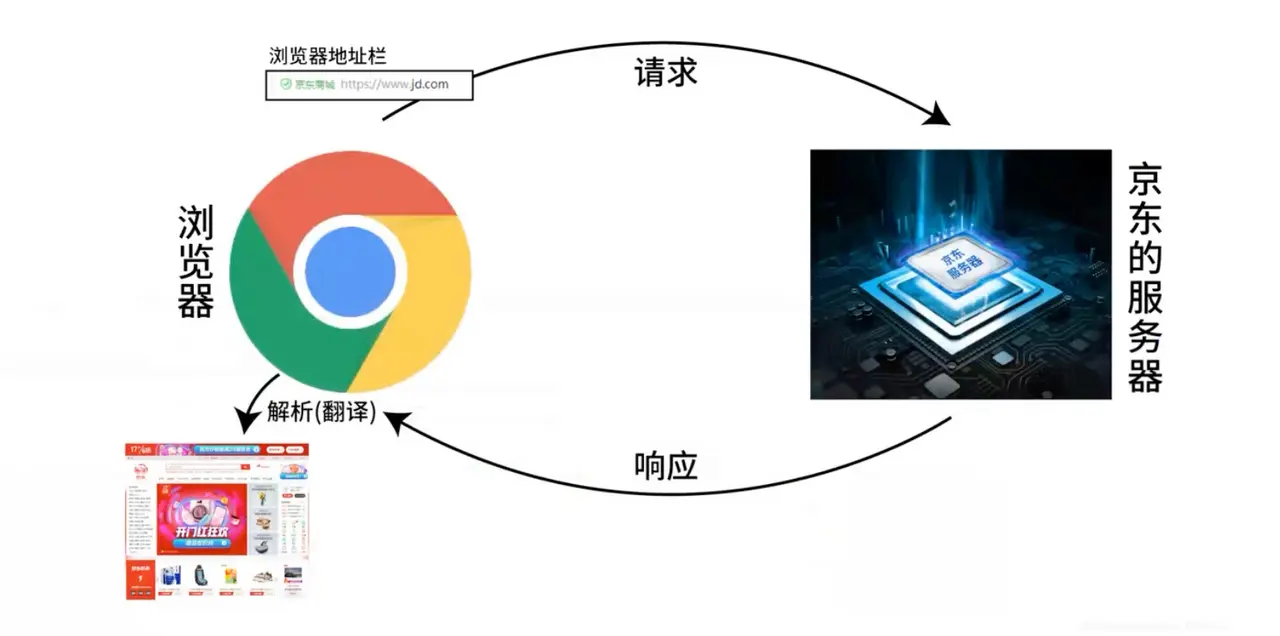 浏览器地址栏
京东商城 https://www.jd.com
请求
浏览器
京东
服务器
京东的服务器
解析(翻译)
响应
开门红狂欢